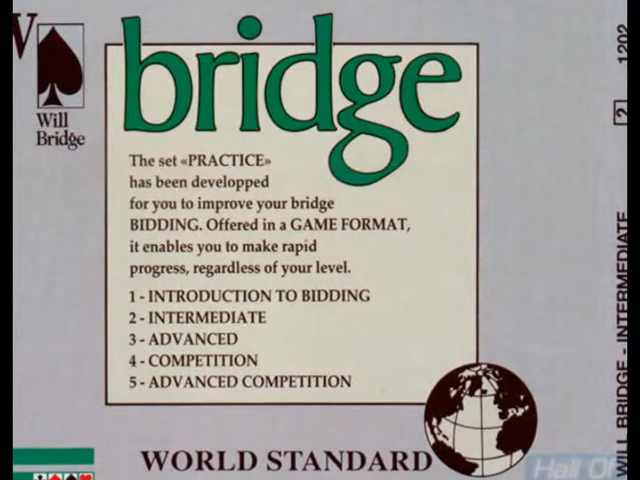 W
Will
Bridge
bridge
The set «PRACTICE»
has been developped
for you to improve your bridge
BIDDING. Offered in a GAME FORMAT,
it enables you to make rapid
progress, regardless of your level.
1 - INTRODUCTION TO BIDDING
2 - INTERMEDIATE
3 - ADVANCED
4 - COMPETITION
5 - ADVANCED COMPETITION
WORLD STANDARD
WILL BRIDGE - INTERMEDIATE
2
1202
Hall Of